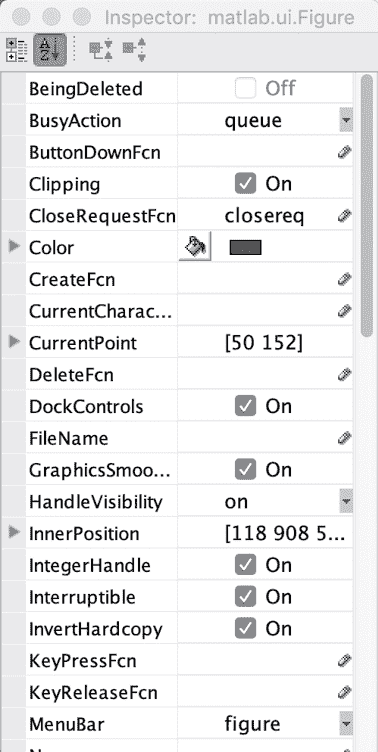 Inspector: matlab.ui.Figure
BeingDeleted Off
BusyAction queue
ButtonDownFcn
Clipping On
CloseRequestFcn closereq
Color
CreateFcn
CurrentCharac...
CurrentPoint [50 152]
DeleteFcn
DockControls On
FileName
GraphicsSmoo... On
HandleVisibility on
InnerPosition [118 908 5...
IntegerHandle On
Interruptible On
InvertHardcopy On
KeyPressFcn
KeyReleaseFcn
MenuBar figure